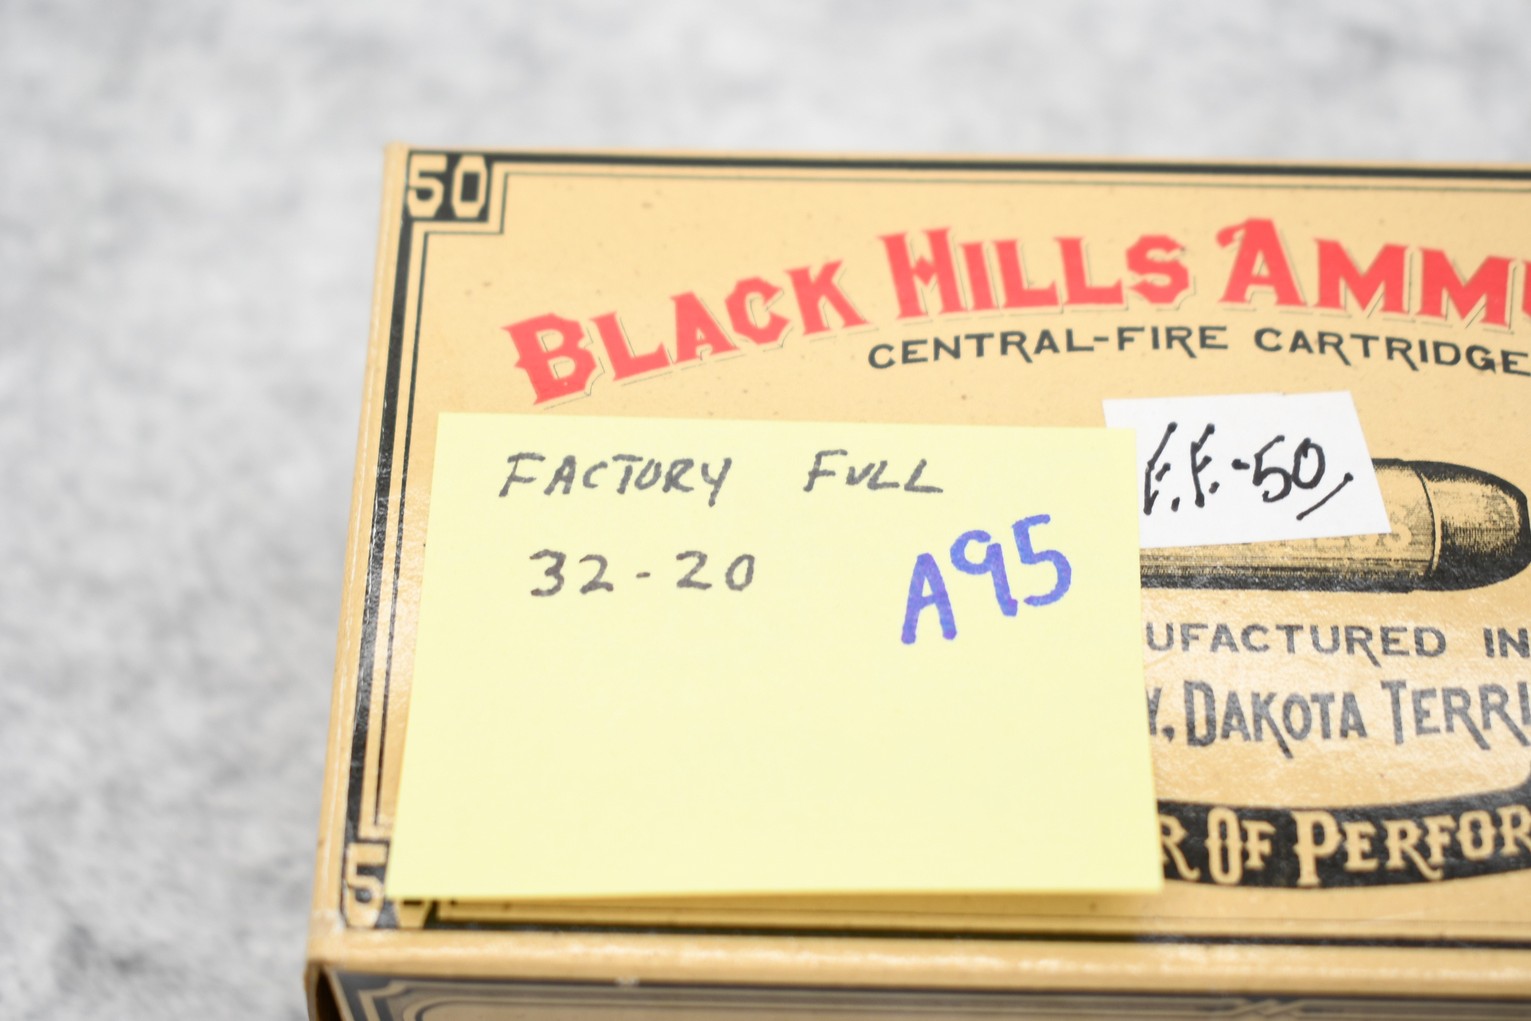 50
BLACK HILLS AMMU
CENTRAL-FIRE CARTRIDGE
FACTORY FULL
32-20
A95
F.F.-50
UFACTURED IN
Y, DAKOTA TERRI
R OF PERFOR
5